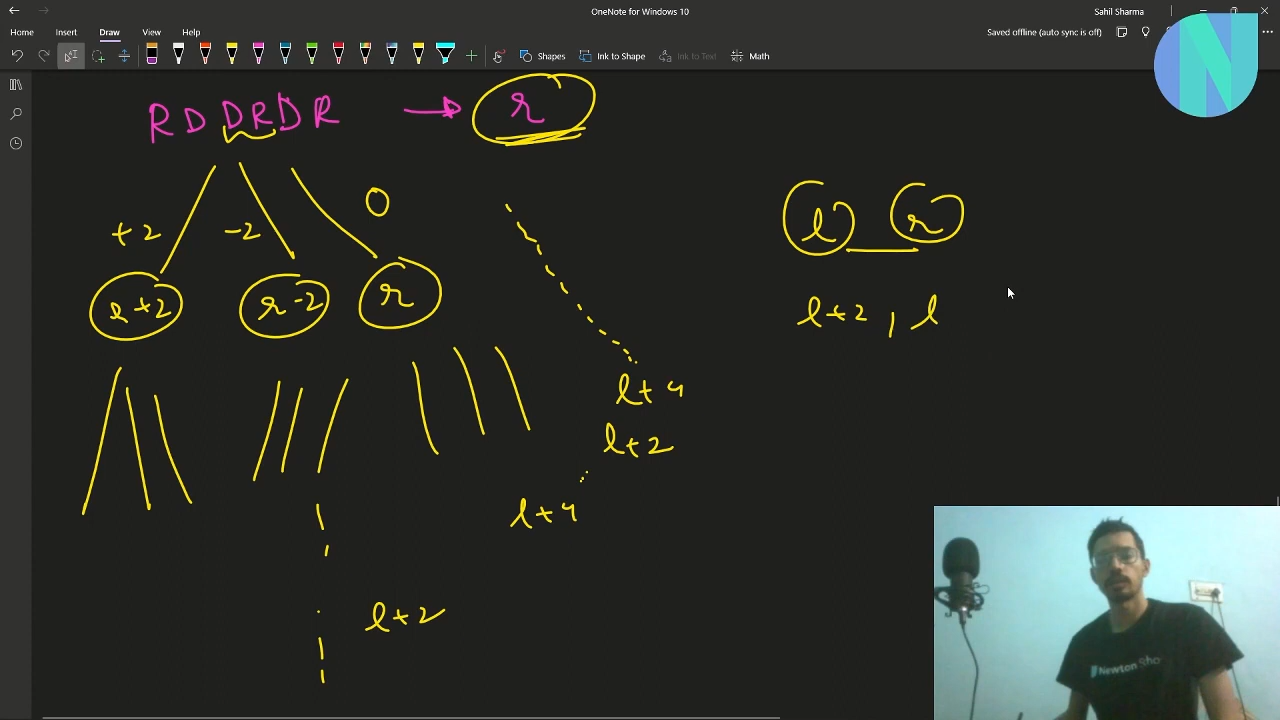 OneNote for Windows 10
Sahil Sharma
Home Insert Draw View Help
Saved offline (auto sync is off)
Shapes Ink to Shape Ink to Text Math
R D D R D R → r
+2 -2 0
l+2 r-2 r
l r
l+2, l
l+4
l+2
l+4
l+2
Newton